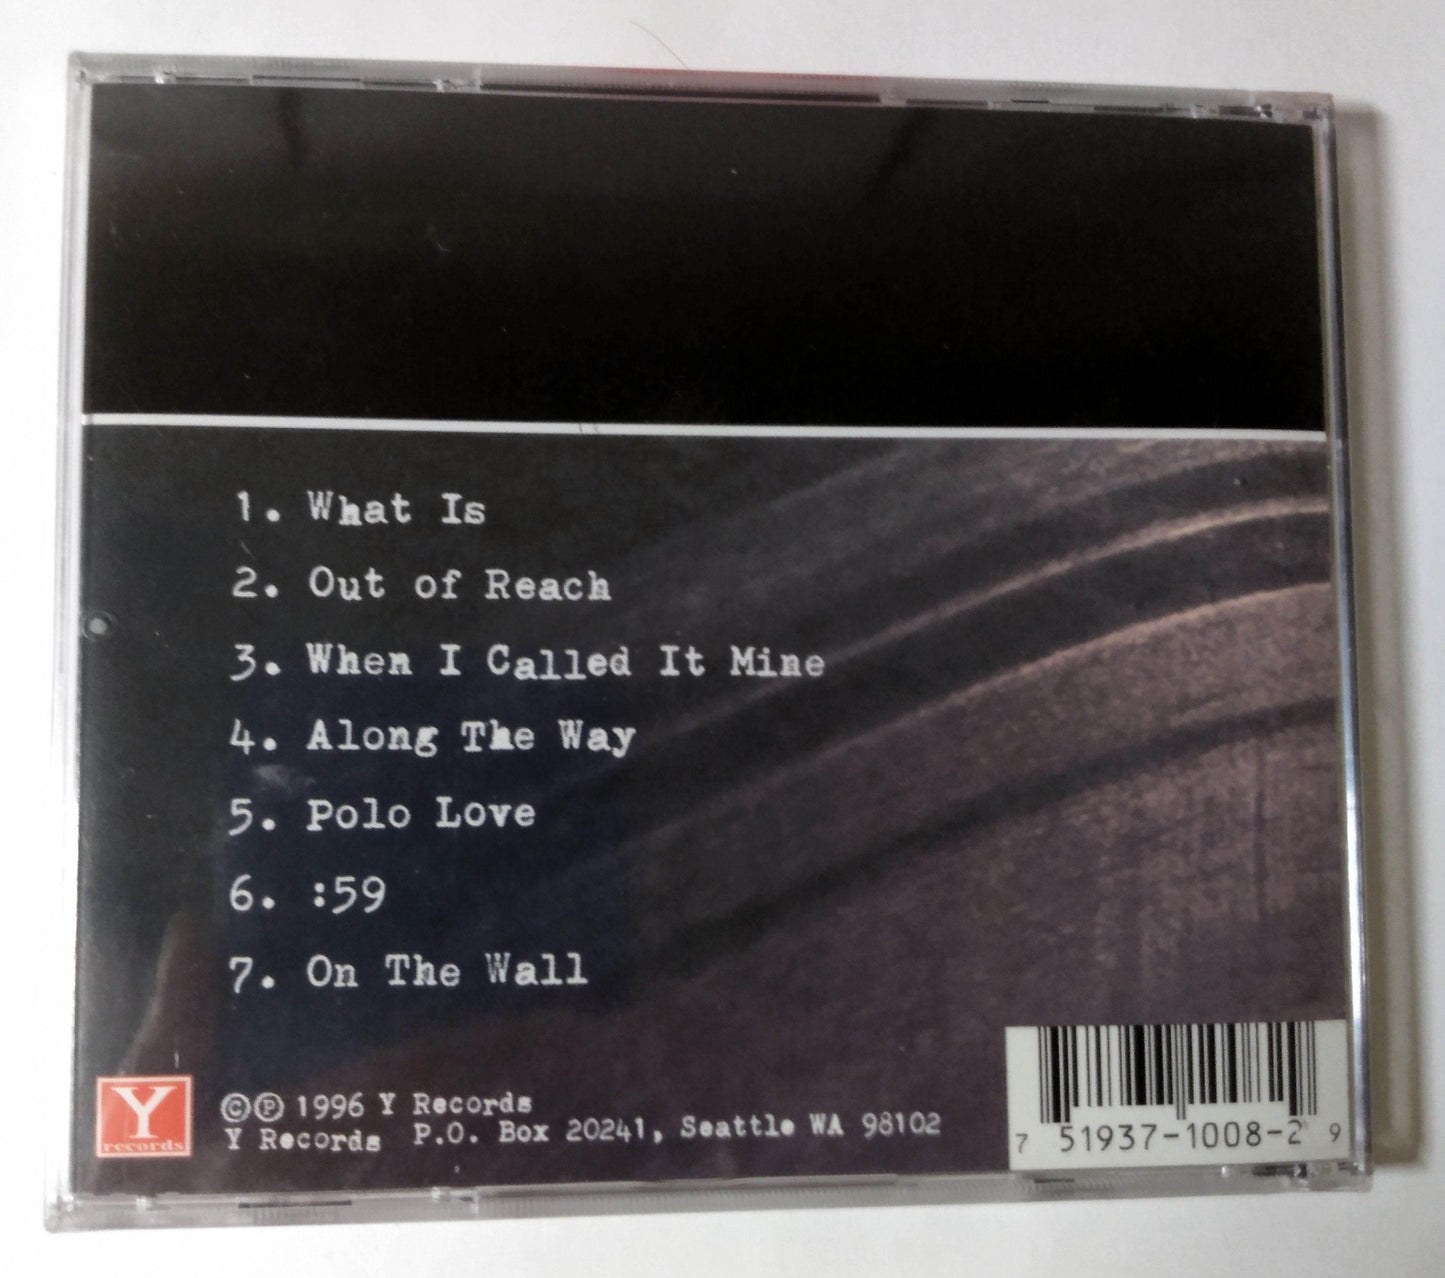 1. What Is
2. Out of Reach
3. When I Called It Mine
4. Along The Way
5. Polo Love
6. :59
7. On The Wall
Y
records
©℗ 1996 Y Records
Y Records P.O. Box 20241, Seattle WA 98102
7 51937-1008-2 9